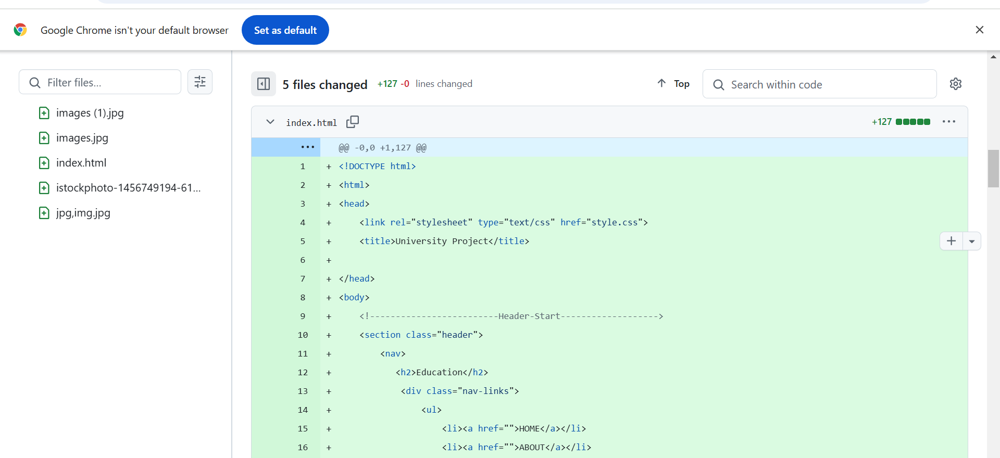 Google Chrome isn't your default browser
Set as default
Filter files...
images (1).jpg
images.jpg
index.html
istockphoto-1456749194-61...
jpg,img.jpg
5 files changed +127 -0 lines changed
Top
Search within code
index.html
+127
@@ -0,0 +1,127 @@
1 + <!DOCTYPE html>
2 + <html>
3 + <head>
4 +     <link rel="stylesheet" type="text/css" href="style.css">
5 +     <title>University Project</title>
6 +
7 + </head>
8 + <body>
9 +     <!-------------------------Header-Start------------------->
10 +     <section class="header">
11 +         <nav>
12 +            <h2>Education</h2>
13 +             <div class="nav-links">
14 +                 <ul>
15 +                     <li><a href="">HOME</a></li>
16 +                     <li><a href="">ABOUT</a></li>